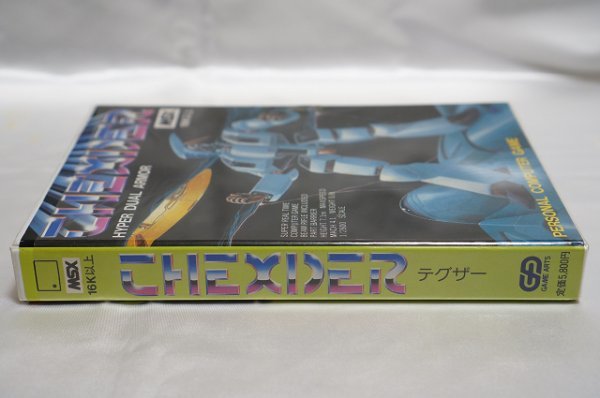 THEXDER
HYPER DUAL ARMOR
MSX
SUPER REAL TIME
COMPUTER GAME
PERSONAL COMPUTER GAME
MSX
16K以上
THEXDER
テグザー
GAME ARTS
定価5,800円